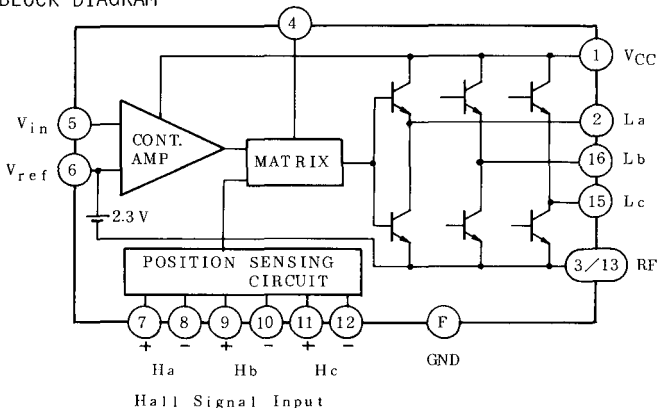 BLOCK DIAGRAM
4
1 VCC
Vin 5
2 La
CONT. AMP
MATRIX
16 Lb
Vref 6
15 Lc
2.3 V
POSITION SENSING CIRCUIT
3/13 RF
7 8 9 10 11 12 F
+ - + - + -
GND
Ha Hb Hc
Hall Signal Input